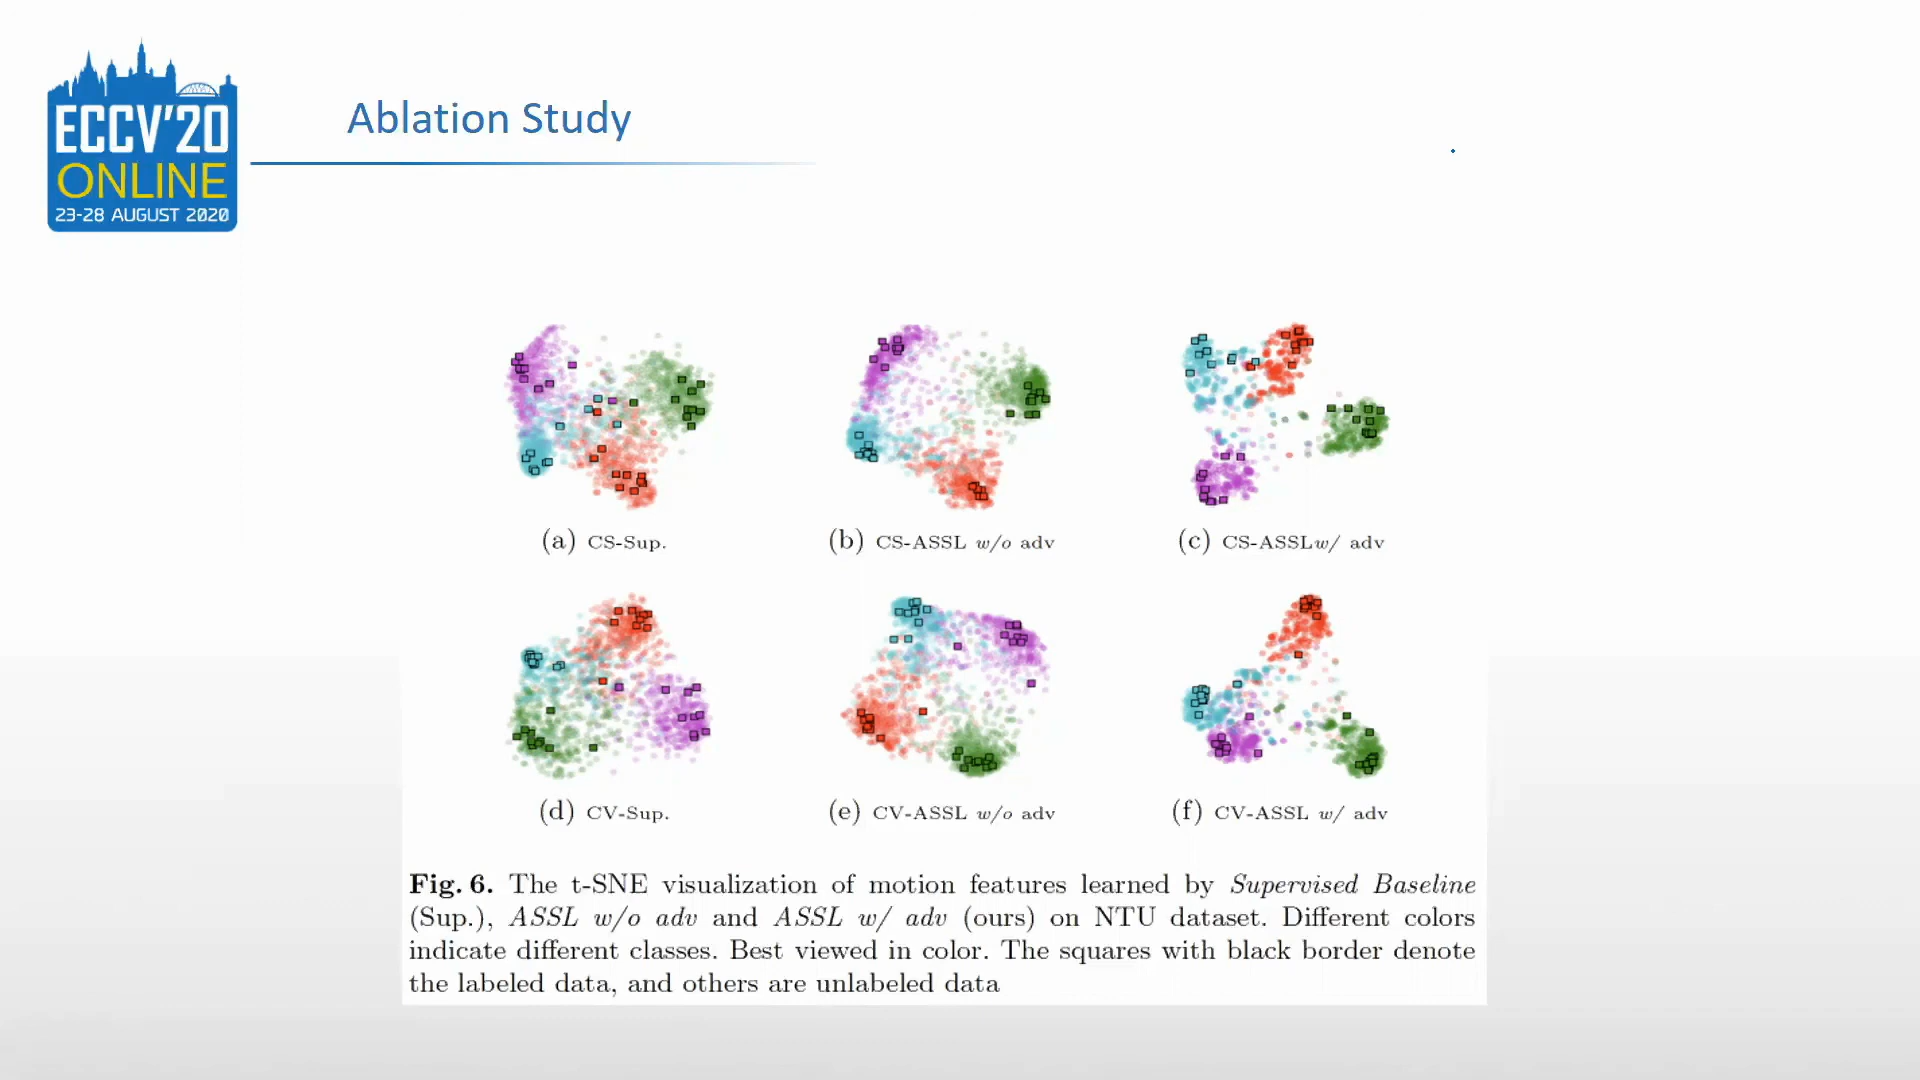 ECCV'20
ONLINE
23-28 AUGUST 2020
Ablation Study
(a) CS-Sup.
(b) CS-ASSL w/o adv
(c) CS-ASSLw/ adv
(d) CV-Sup.
(e) CV-ASSL w/o adv
(f) CV-ASSL w/ adv
Fig. 6. The t-SNE visualization of motion features learned by Supervised Baseline
(Sup.), ASSL w/o adv and ASSL w/ adv (ours) on NTU dataset. Different colors
indicate different classes. Best viewed in color. The squares with black border denote
the labeled data, and others are unlabeled data